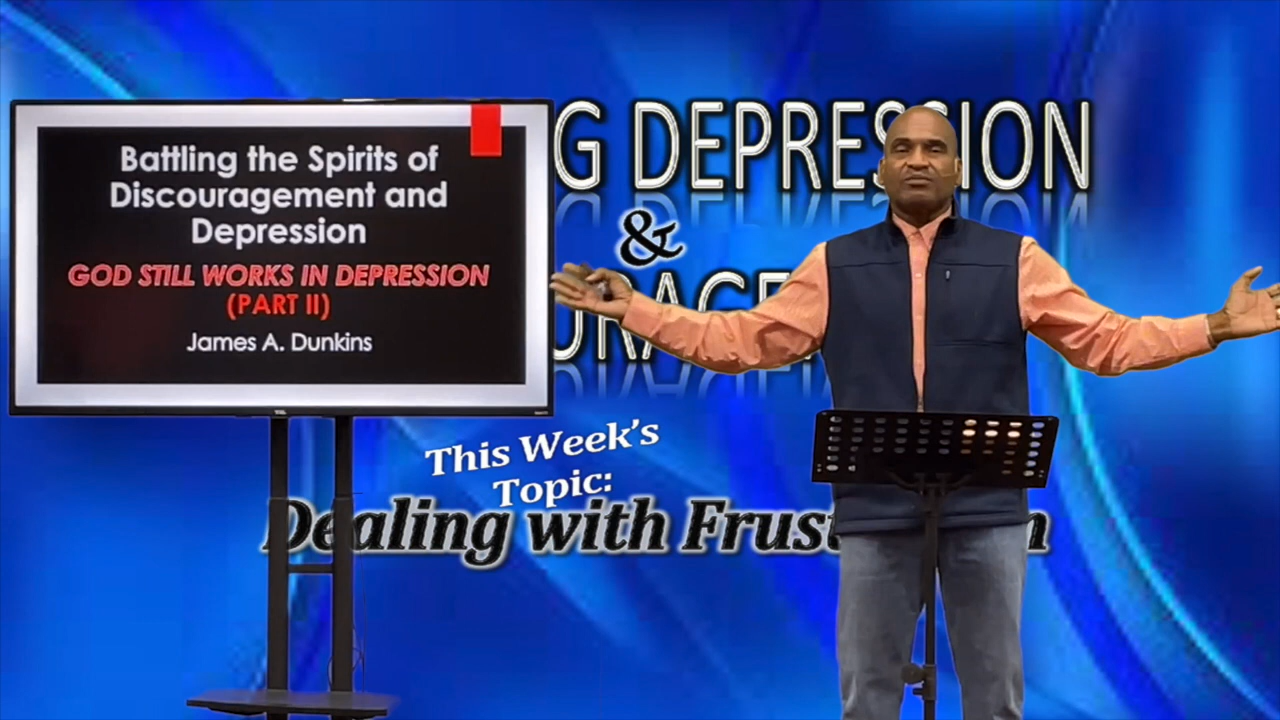 Battling the Spirits of
Discouragement and
Depression
GOD STILL WORKS IN DEPRESSION
(PART II)
James A. Dunkins
TCL
G DEPRESSION
&
This Week's
Topic:
Dealing with